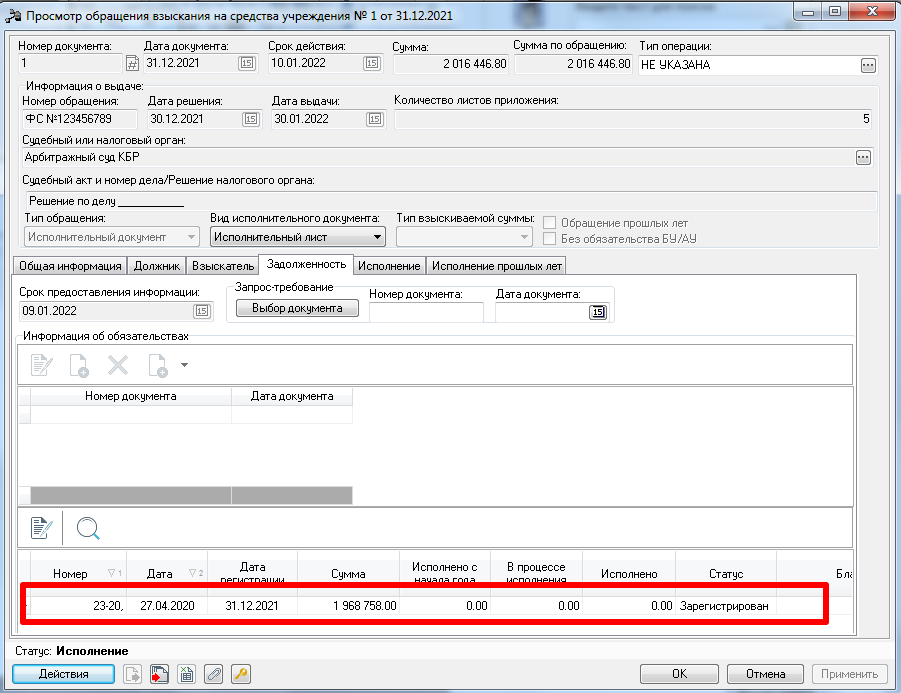 Просмотр обращения взыскания на средства учреждения № 1 от 31.12.2021
Номер документа: Дата документа: Срок действия: Сумма: Сумма по обращению: Тип операции:
1 31.12.2021 10.01.2022 2 016 446.80 2 016 446.80 НЕ УКАЗАНА
Информация о выдаче:
Номер обращения: Дата решения: Дата выдачи: Количество листов приложения:
ФС №123456789 30.12.2021 30.01.2022 5
Судебный или налоговый орган:
Арбитражный суд КБР
Судебный акт и номер дела/Решение налогового органа:
Решение по делу ___________
Тип обращения: Вид исполнительного документа: Тип взыскиваемой суммы: Обращение прошлых лет
Исполнительный документ Исполнительный лист Без обязательства БУ/АУ
Общая информация Должник Взыскатель Задолженность Исполнение Исполнение прошлых лет
Срок предоставления информации: Запрос-требование Номер документа: Дата документа:
09.01.2022 Выбор документа
Информация об обязательствах
Номер документа Дата документа
Номер 1 Дата 2 Дата регистрации Сумма Исполнено с начала года В процессе исполнения Исполнено Статус Бла
23-20, 27.04.2020 31.12.2021 1 968 758.00 0.00 0.00 0.00 Зарегистрирован
Статус: Исполнение
Действия OK Отмена Применить